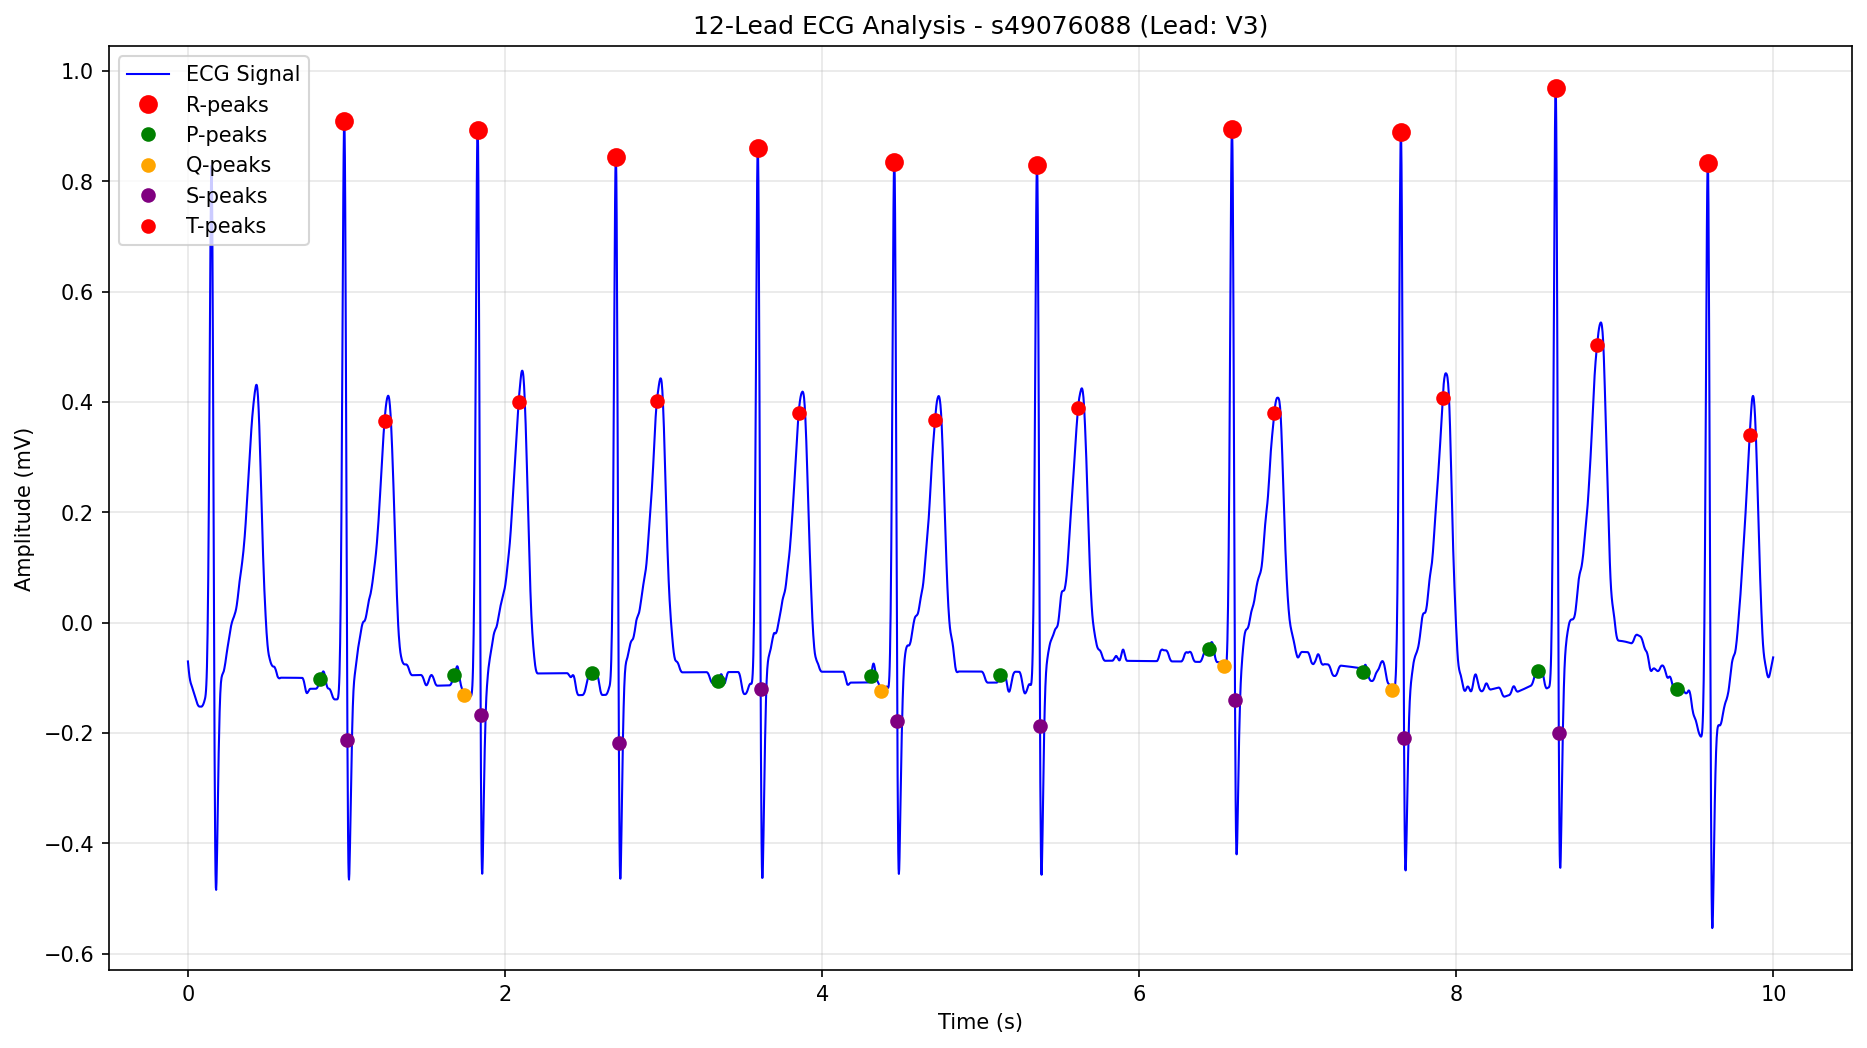 12-Lead ECG Analysis - s49076088 (Lead: V3)
ECG Signal
R-peaks
P-peaks
Q-peaks
S-peaks
T-peaks
Amplitude (mV)
1.0
0.8
0.6
0.4
0.2
0.0
−0.2
−0.4
−0.6
0
2
4
6
8
10
Time (s)